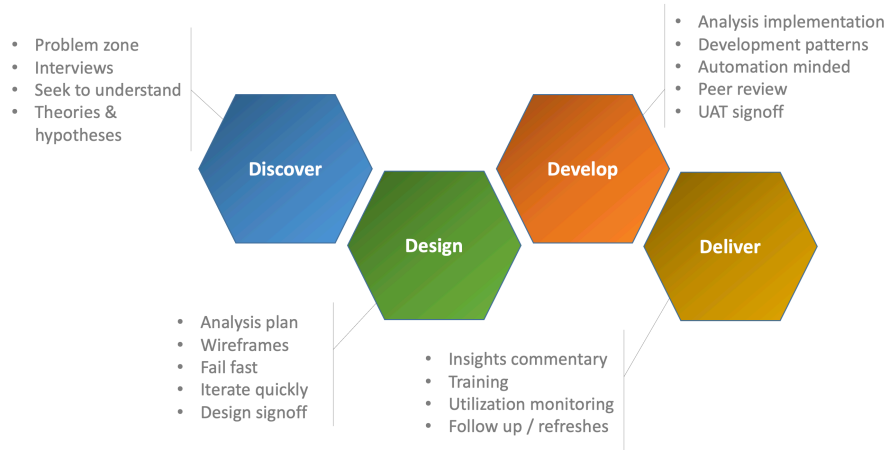 • Problem zone
• Interviews
• Seek to understand
• Theories &
hypotheses
Discover
• Analysis plan
• Wireframes
• Fail fast
• Iterate quickly
• Design signoff
Design
• Analysis implementation
• Development patterns
• Automation minded
• Peer review
• UAT signoff
Develop
• Insights commentary
• Training
• Utilization monitoring
• Follow up / refreshes
Deliver